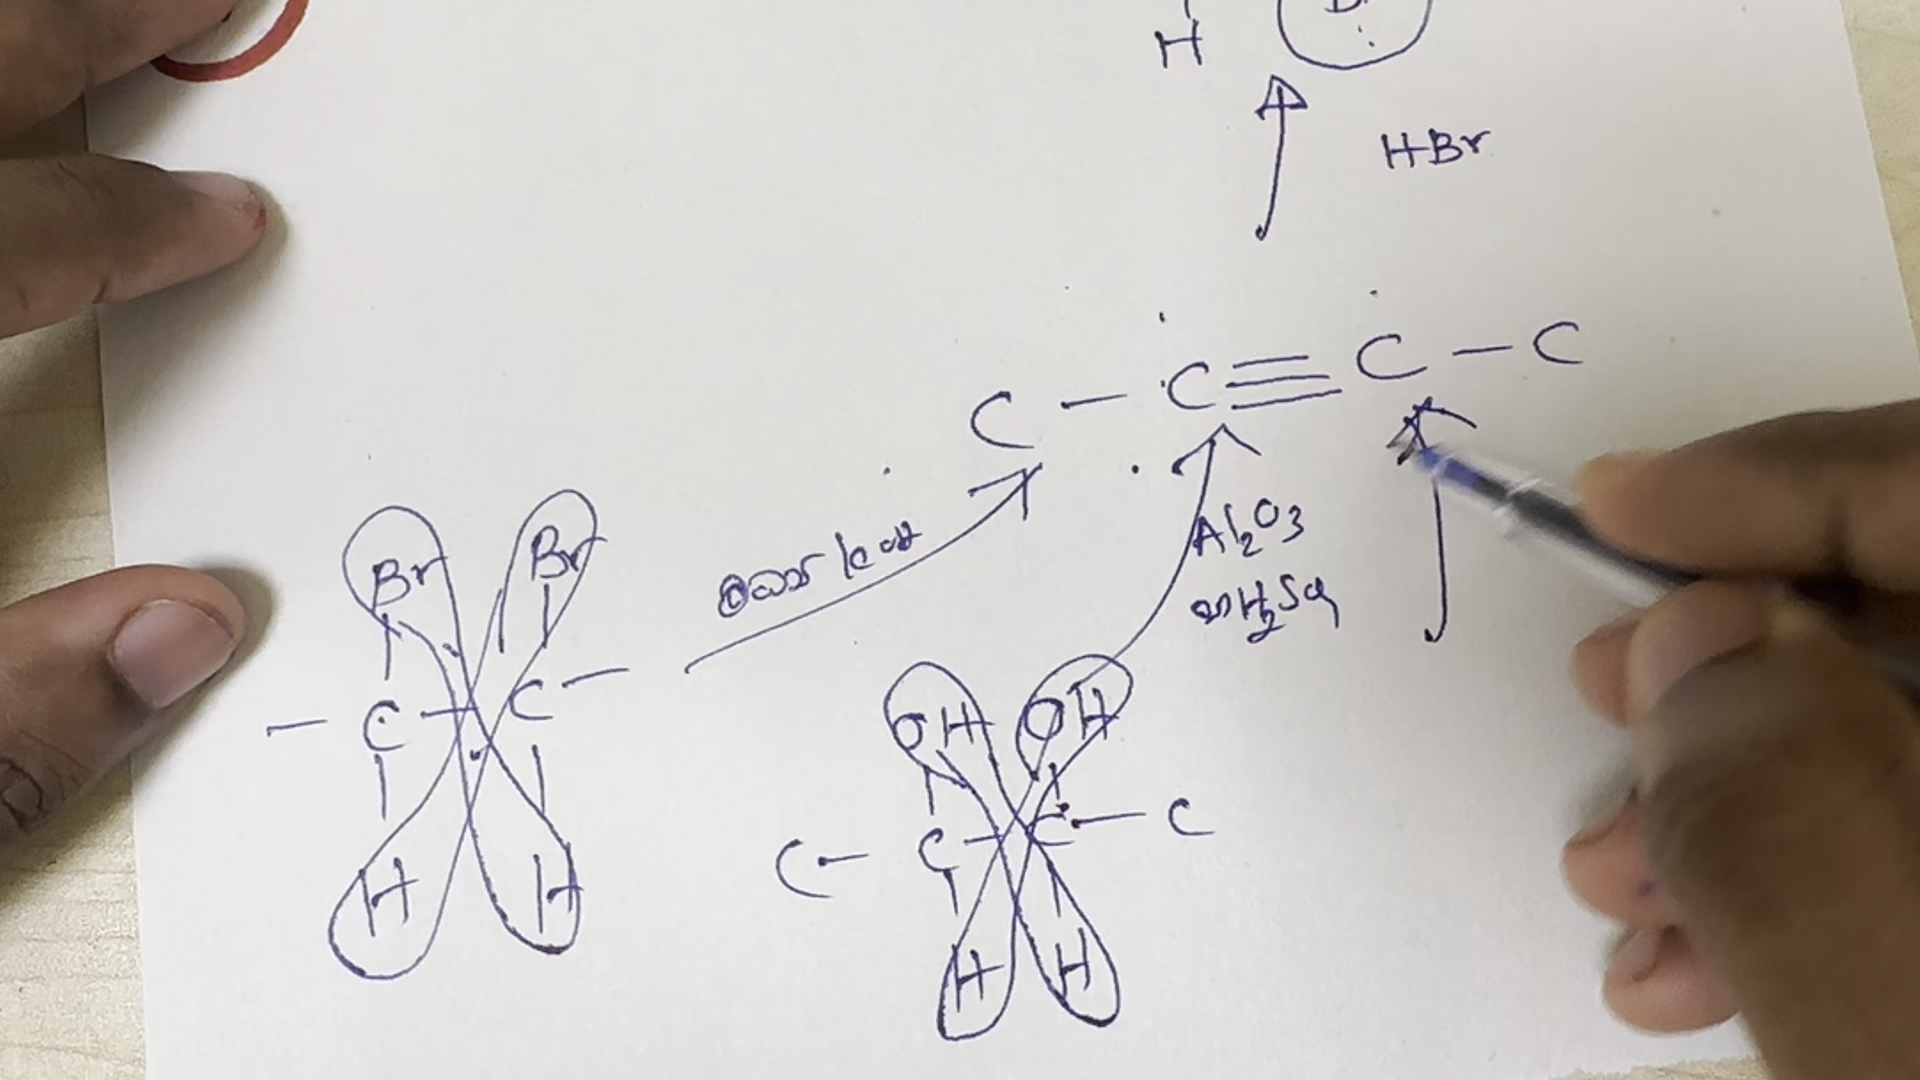 H
HBr
C — C ≡ C — C
Al₂O₃
H₂SO₄
Br Br
— C — C —
H H
OH OH
C — C — C — C
H H